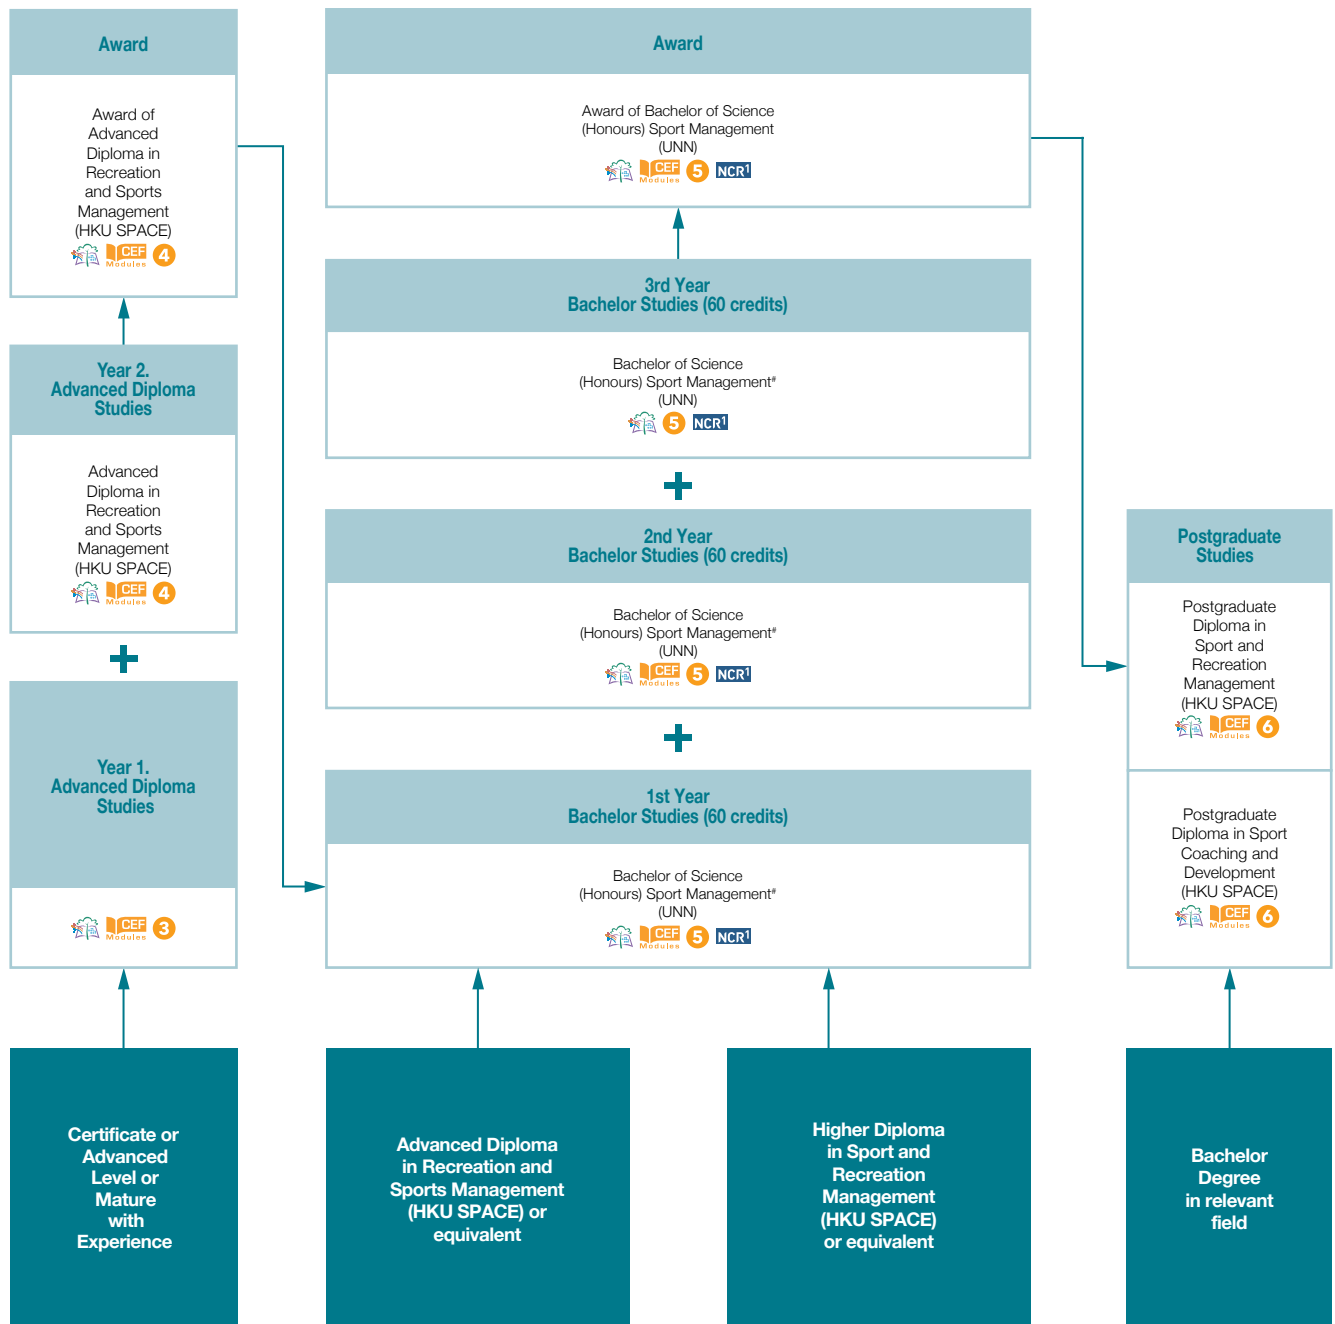 Award
Award of
Advanced
Diploma in
Recreation
and Sports
Management
(HKU SPACE)
CEF
Modules
4
Year 2.
Advanced Diploma
Studies
Advanced
Diploma in
Recreation
and Sports
Management
(HKU SPACE)
CEF
Modules
4
Year 1.
Advanced Diploma
Studies
CEF
Modules
3
Certificate or
Advanced
Level or
Mature
with
Experience
Award
Award of Bachelor of Science
(Honours) Sport Management
(UNN)
CEF
Modules
5 NCR¹
3rd Year
Bachelor Studies (60 credits)
Bachelor of Science
(Honours) Sport Management#
(UNN)
5 NCR¹
2nd Year
Bachelor Studies (60 credits)
Bachelor of Science
(Honours) Sport Management#
(UNN)
CEF
Modules
5 NCR¹
1st Year
Bachelor Studies (60 credits)
Bachelor of Science
(Honours) Sport Management#
(UNN)
CEF
Modules
5 NCR¹
Advanced Diploma
in Recreation and
Sports Management
(HKU SPACE) or
equivalent
Higher Diploma
in Sport and
Recreation
Management
(HKU SPACE)
or equivalent
Postgraduate
Studies
Postgraduate
Diploma in
Sport and
Recreation
Management
(HKU SPACE)
CEF
Modules
6
Postgraduate
Diploma in Sport
Coaching and
Development
(HKU SPACE)
CEF
Modules
6
Bachelor
Degree
in relevant
field